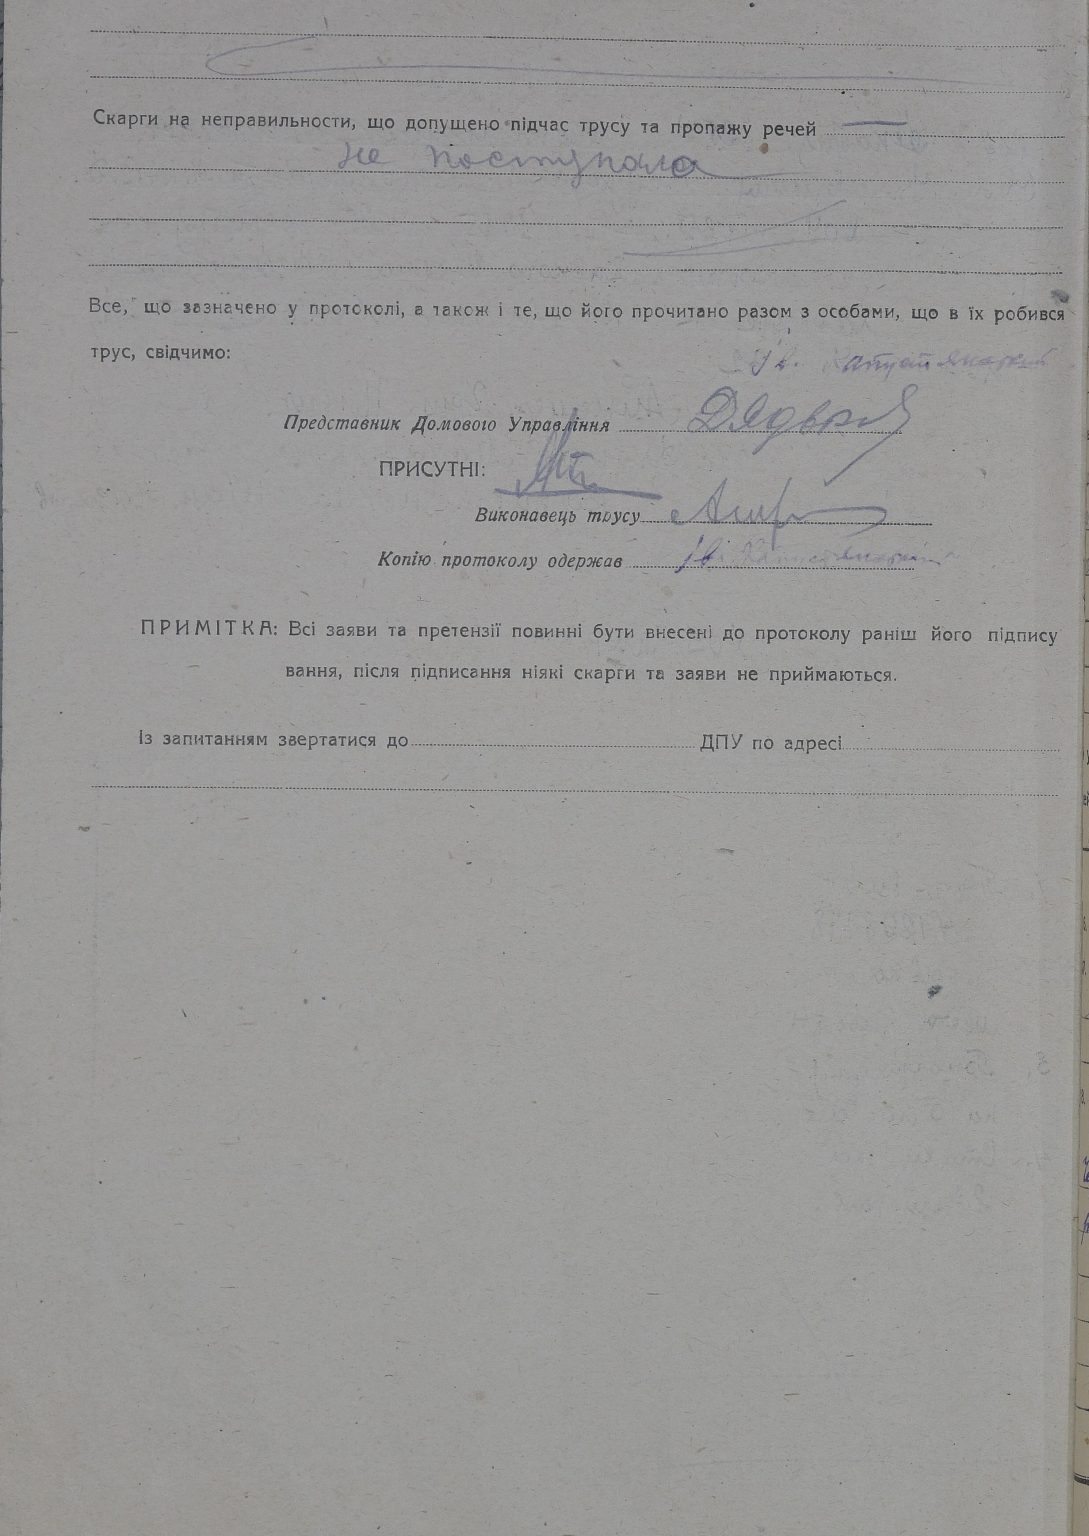 Скарги на неправильности, що допущено підчас трусу та пропажу речей
не поступало
Все, що зазначено у протоколі, а також і те, що його прочитано разом з особами, що в їх робився
трус, свідчимо:
Представник Домового Управління
ПРИСУТНІ:
Виконавець трусу
Копію протоколу одержав
ПРИМІТКА: Всі заяви та претензії повинні бути внесені до протоколу раніш його підпису
вання, після підписання ніякі скарги та заяви не приймаються.
Із запитанням звертатися до ДПУ по адресі